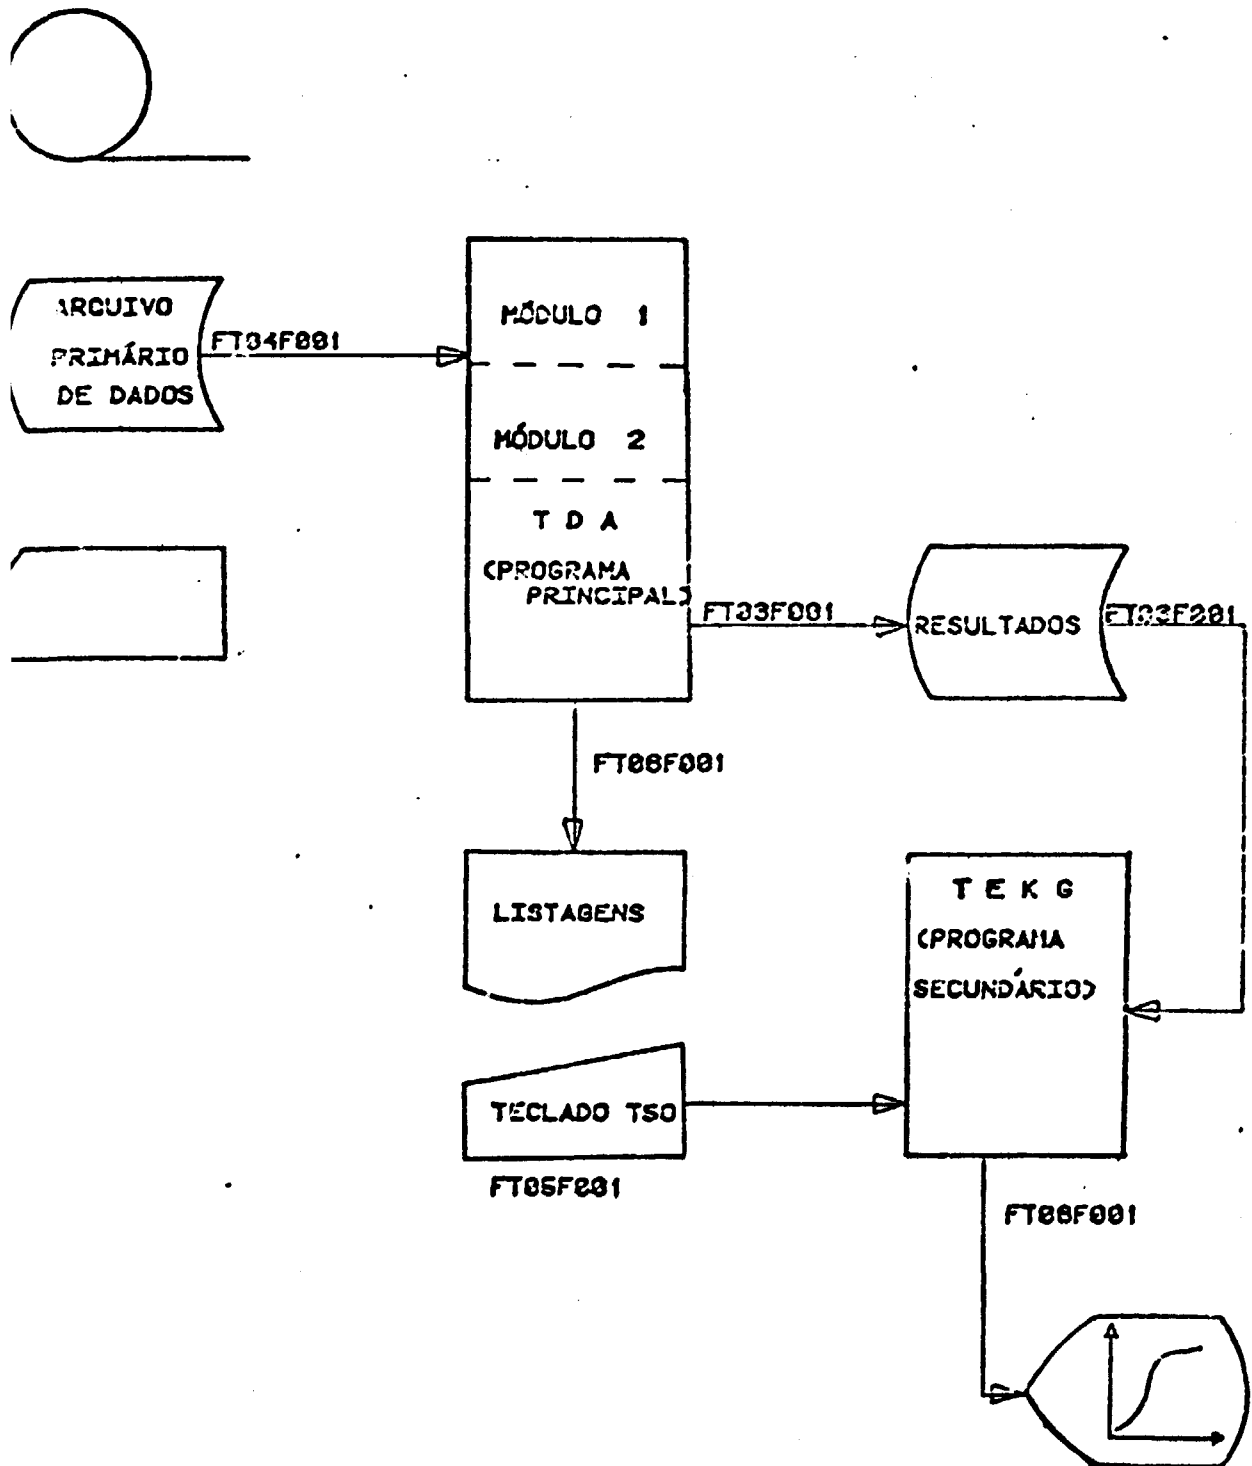 ARQUIVO
PRIMÁRIO
DE DADOS
FT04F001
MÓDULO 1
MÓDULO 2
T D A
(PROGRAMA
PRINCIPAL)
FT03F001
RESULTADOS
FT03F001
FT06F001
LISTAGENS
T E K G
(PROGRAMA
SECUNDÁRIO)
TECLADO TSO
FT05F001
FT06F001